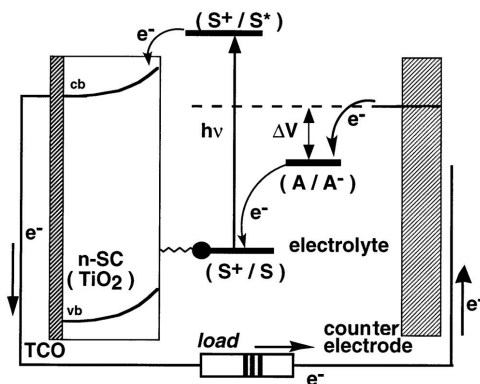 e-
( S+ / S* )
cb
hν
ΔV
e-
( A / A- )
e-
e-
n-SC
( TiO2 )
electrolyte
( S+ / S )
vb
e-
TCO
load
counter
electrode
e-